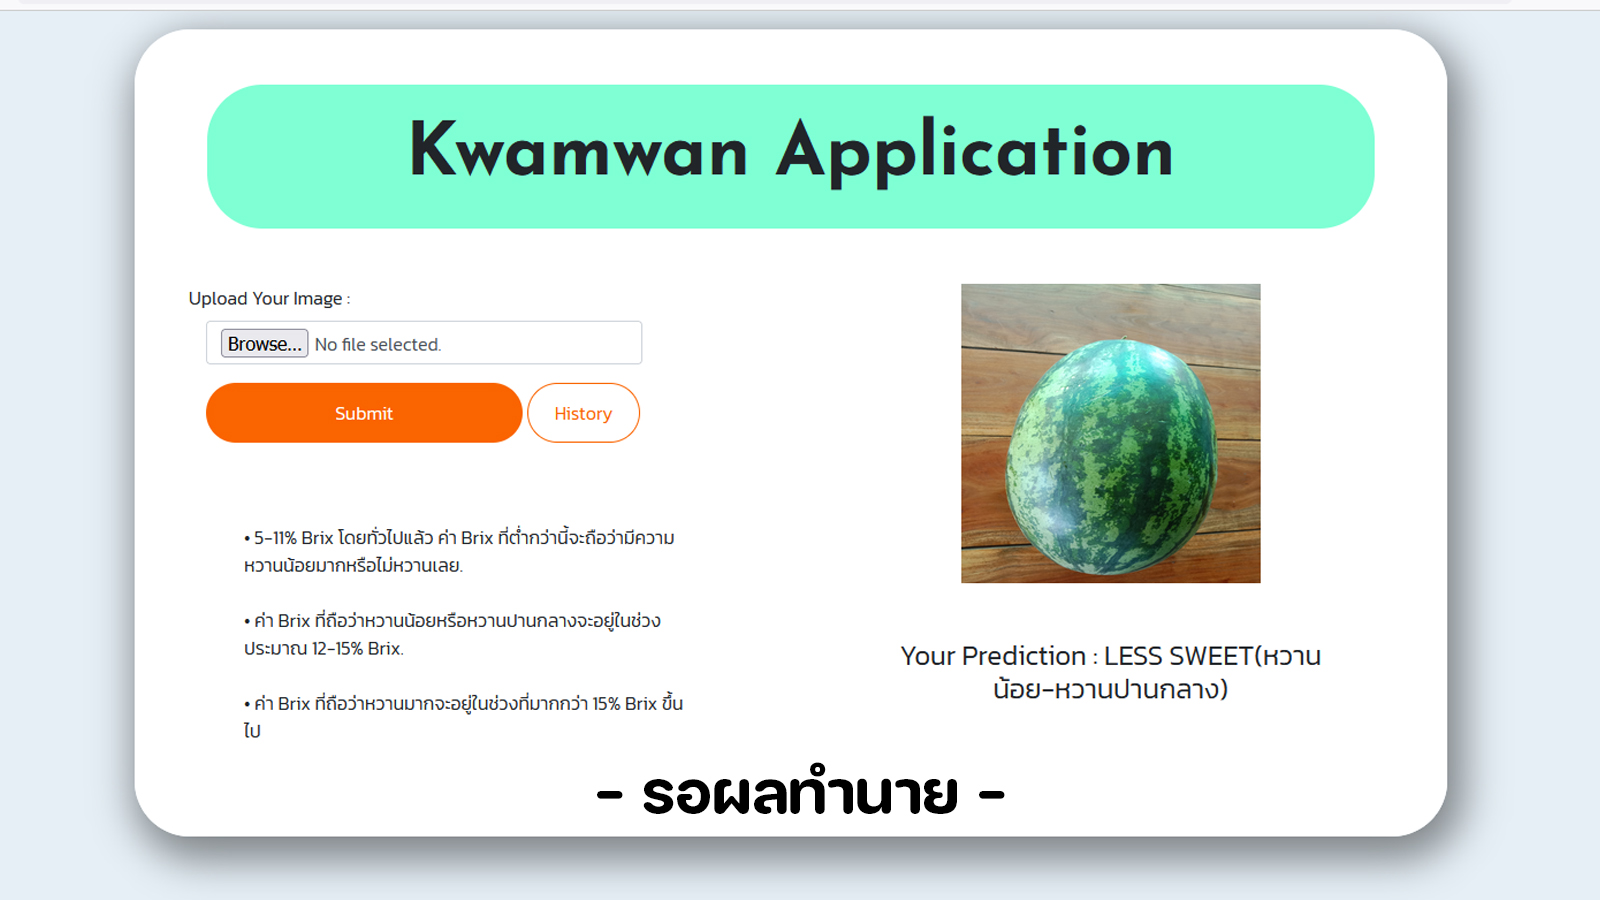 Kwamwan Application
Upload Your Image :
Browse... No file selected.
Submit
History
• 5-11% Brix โดยทั่วไปแล้ว ค่า Brix ที่ต่ำกว่านี้จะถือว่ามีความ
หวานน้อยมากหรือไม่หวานเลย.
• ค่า Brix ที่ถือว่าหวานน้อยหรือหวานปานกลางจะอยู่ในช่วง
ประมาณ 12-15% Brix.
• ค่า Brix ที่ถือว่าหวานมากจะอยู่ในช่วงที่มากกว่า 15% Brix ขึ้น
ไป
Your Prediction : LESS SWEET(หวาน
น้อย-หวานปานกลาง)
- รอผลทำนาย -